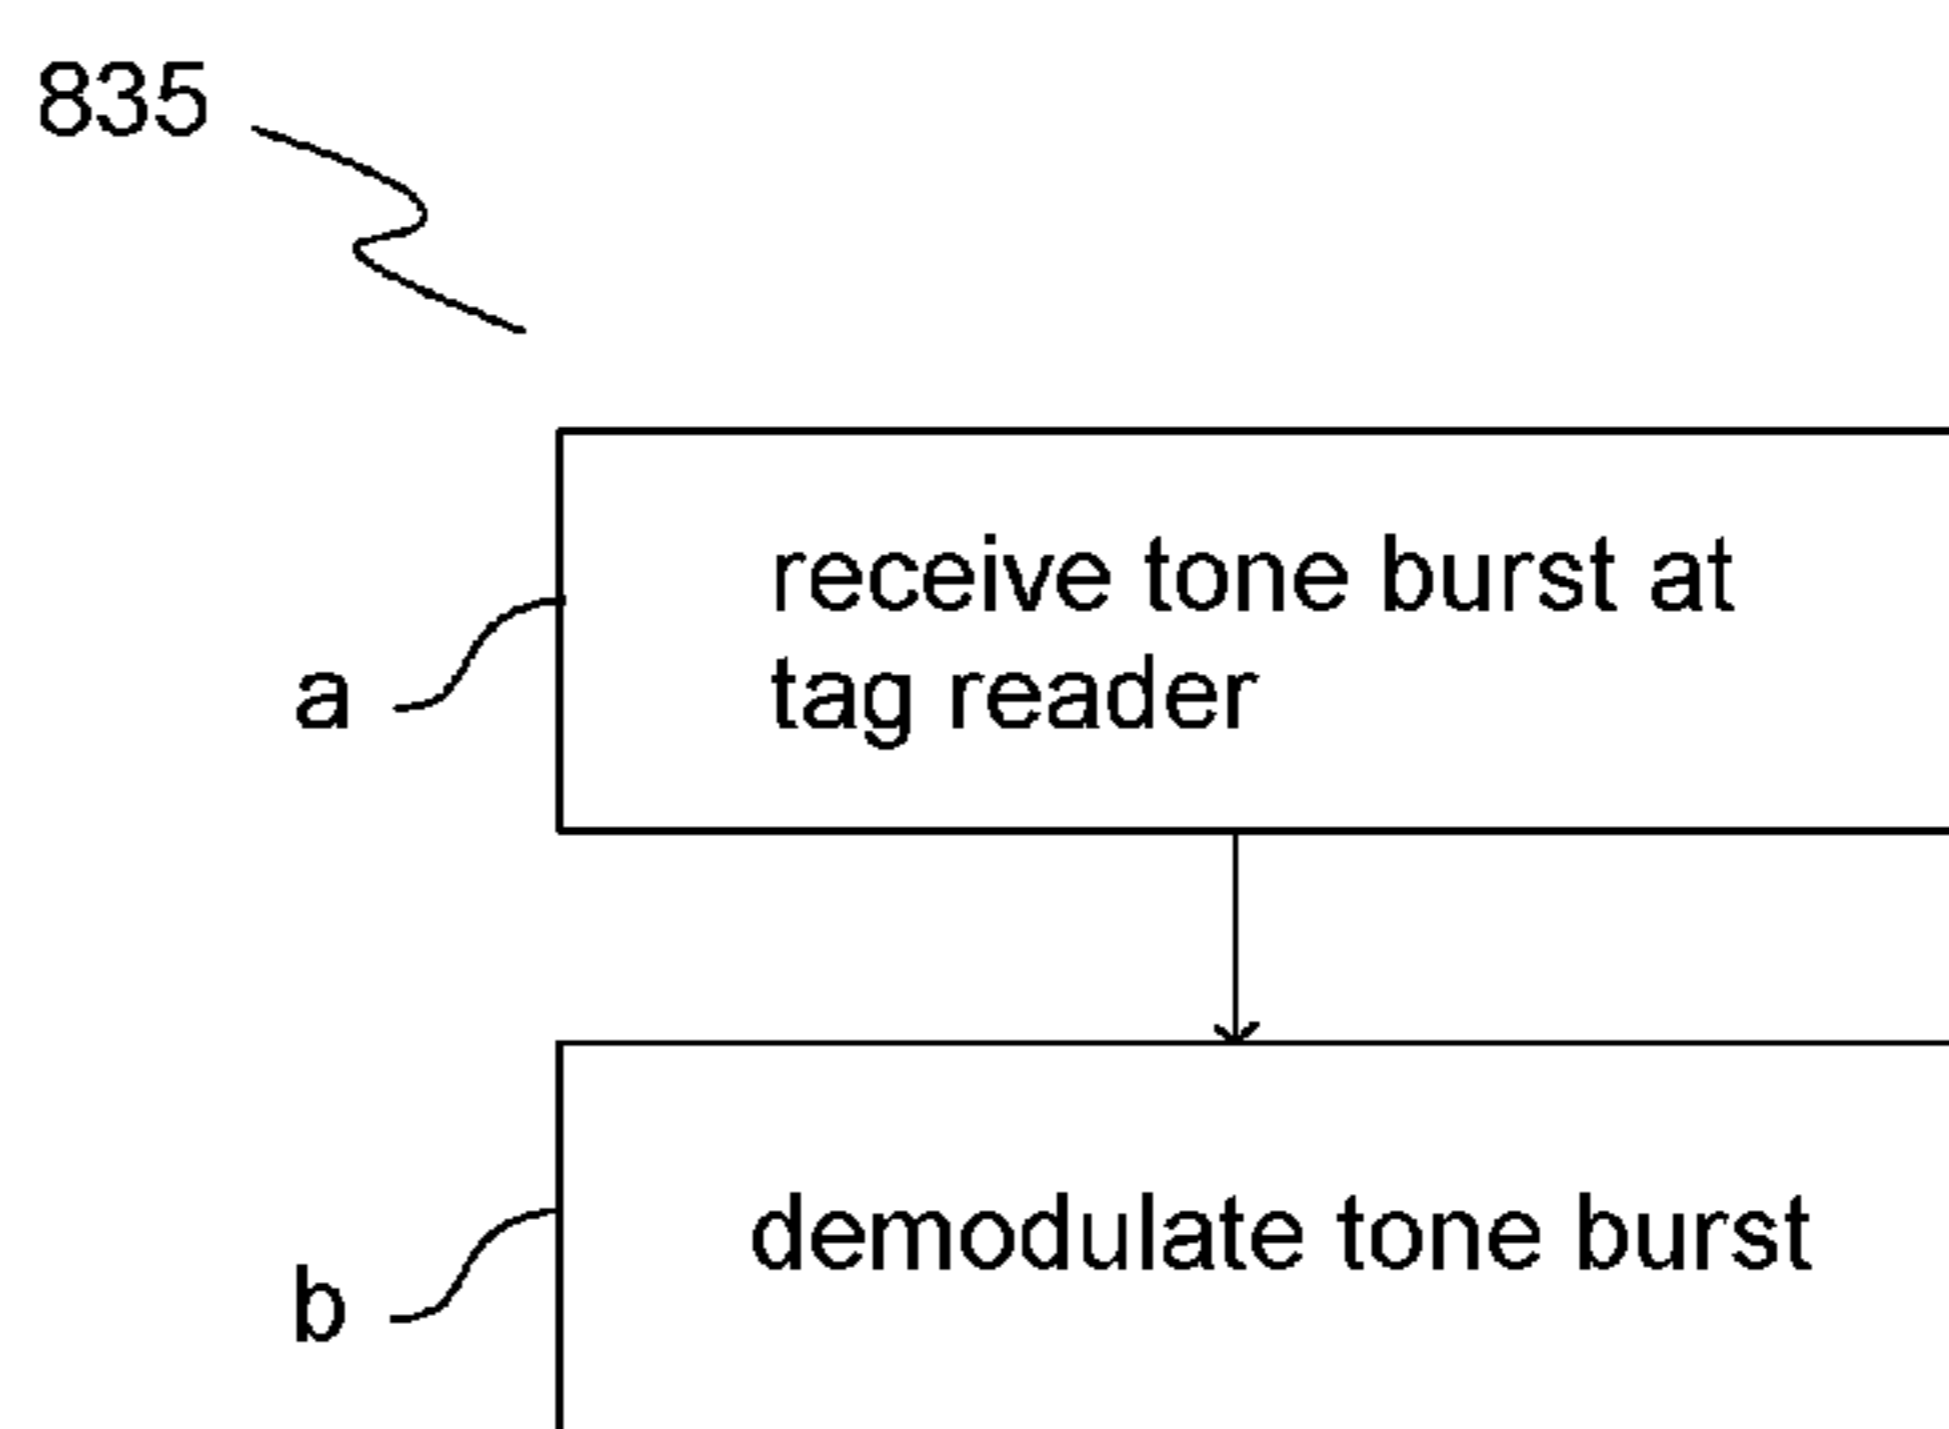 835
a
receive tone burst at
tag reader
b
demodulate tone burst